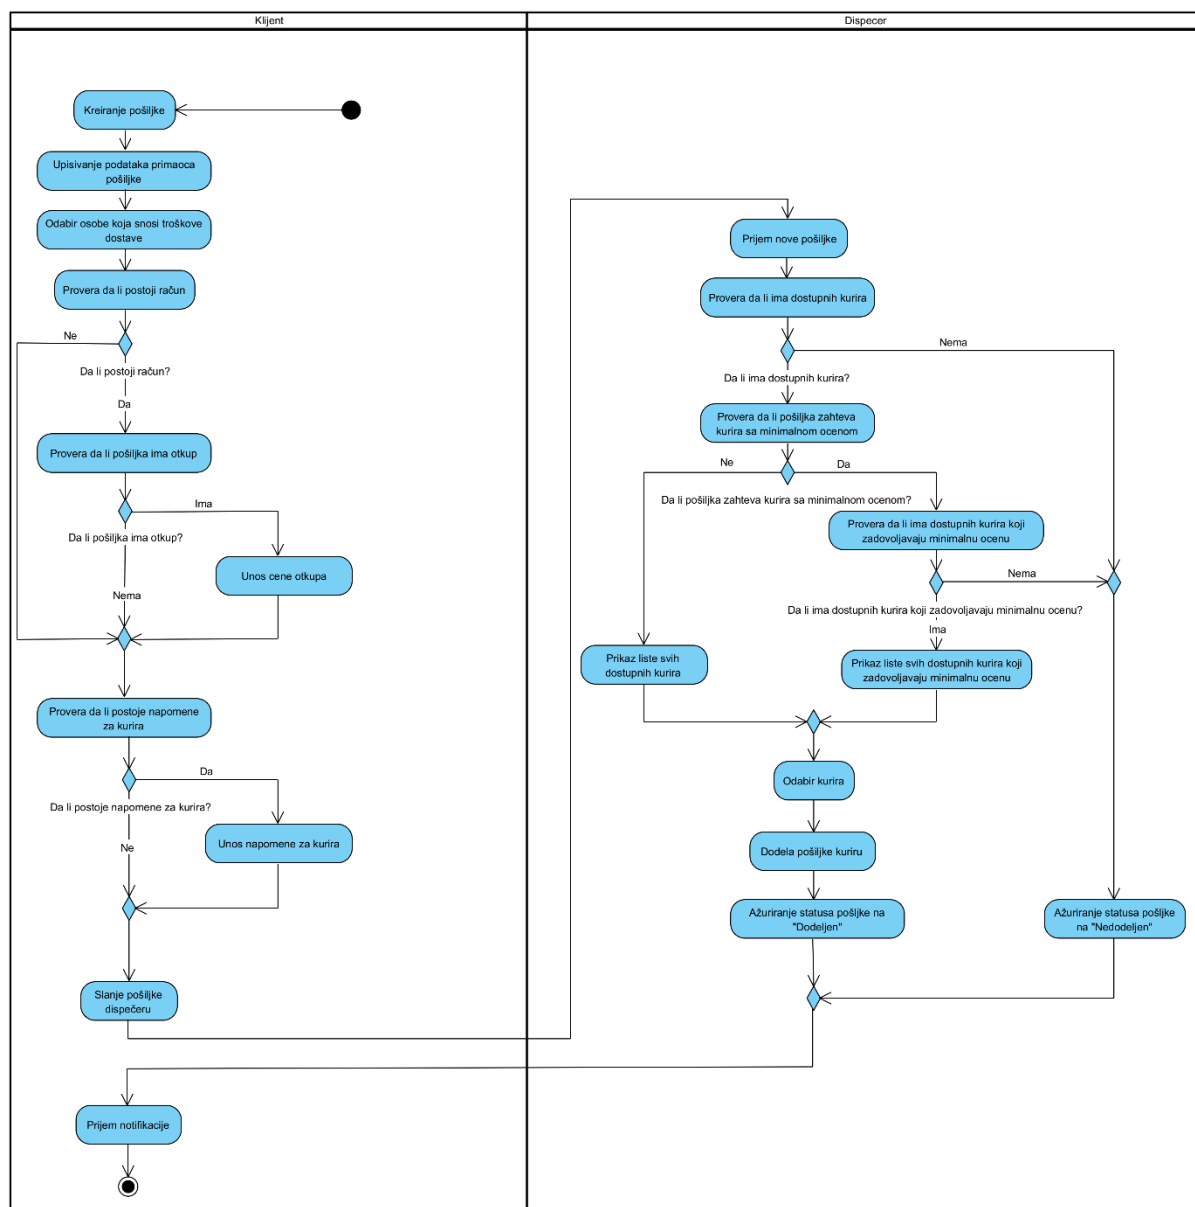 Klijent
Dispecer
Kreiranje pošiljke
Upisivanje podataka primaoca
pošiljke
Odabir osobe koja snosi troškove
dostave
Provera da li postoji račun
Ne
Da li postoji račun?
Da
Provera da li pošiljka ima otkup
Ima
Da li pošiljka ima otkup?
Unos cene otkupa
Nema
Provera da li postoje napomene
za kurira
Da
Da li postoje napomene za kurira?
Ne
Unos napomene za kurira
Slanje pošiljke
dispečeru
Prijem notifikacije
Prijem nove pošiljke
Provera da li ima dostupnih kurira
Nema
Da li ima dostupnih kurira?
Provera da li pošiljka zahteva
kurira sa minimalnom ocenom
Ne
Da
Da li pošiljka zahteva kurira sa minimalnom ocenom?
Provera da li ima dostupnih kurira koji
zadovoljavaju minimalnu ocenu
Nema
Da li ima dostupnih kurira koji zadovoljavaju minimalnu ocenu?
Ima
Prikaz liste svih
dostupnih kurira
Prikaz liste svih dostupnih kurira koji
zadovoljavaju minimalnu ocenu
Odabir kurira
Dodela pošiljke kuriru
Ažuriranje statusa pošljke na
"Dodeljen"
Ažuriranje statusa pošljke
na "Nedodeljen"